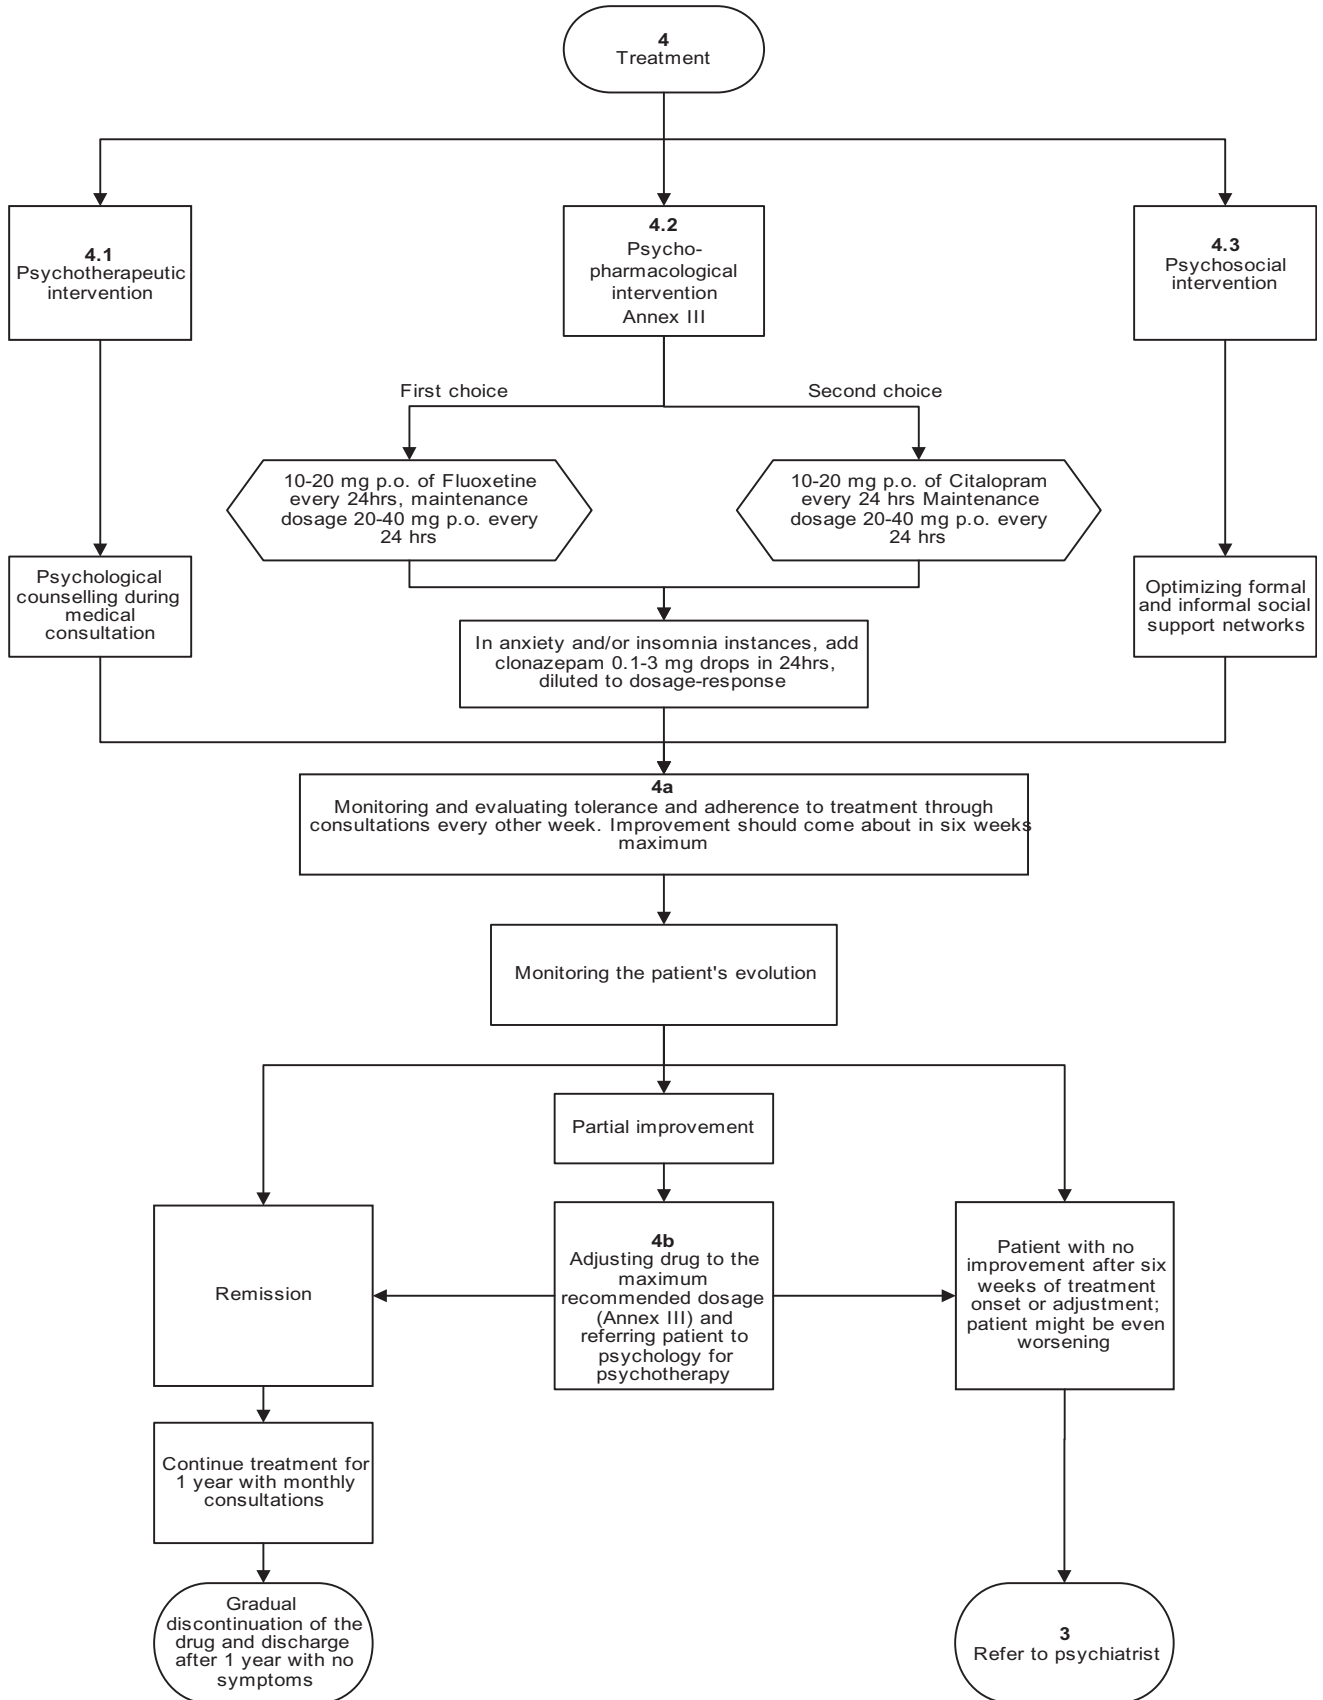 4
Treatment
4.1
Psychotherapeutic
intervention
4.2
Psycho-
pharmacological
intervention
Annex III
4.3
Psychosocial
intervention
First choice
Second choice
10-20 mg p.o. of Fluoxetine
every 24hrs, maintenance
dosage 20-40 mg p.o. every
24 hrs
10-20 mg p.o. of Citalopram
every 24 hrs Maintenance
dosage 20-40 mg p.o. every
24 hrs
Psychological
counselling during
medical
consultation
Optimizing formal
and informal social
support networks
In anxiety and/or insomnia instances, add
clonazepam 0.1-3 mg drops in 24hrs,
diluted to dosage-response
4a
Monitoring and evaluating tolerance and adherence to treatment through
consultations every other week. Improvement should come about in six weeks
maximum
Monitoring the patient's evolution
Partial improvement
Remission
4b
Adjusting drug to the
maximum
recommended dosage
(Annex III) and
referring patient to
psychology for
psychotherapy
Patient with no
improvement after six
weeks of treatment
onset or adjustment;
patient might be even
worsening
Continue treatment for
1 year with monthly
consultations
Gradual
discontinuation of the
drug and discharge
after 1 year with no
symptoms
3
Refer to psychiatrist